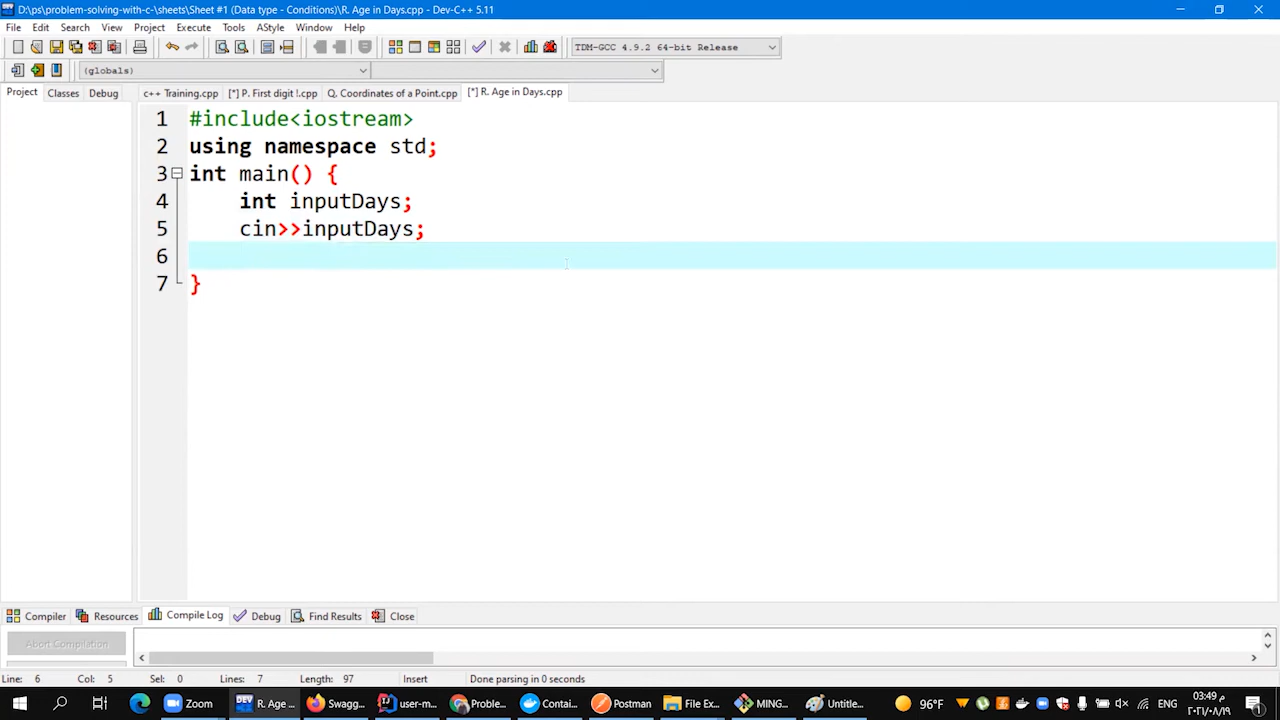 D:\ps\problem-solving-with-c-\sheets\Sheet #1 (Data type - Conditions)\R. Age in Days.cpp - Dev-C++ 5.11
File Edit Search View Project Execute Tools AStyle Window Help
TDM-GCC 4.9.2 64-bit Release
(globals)
Project Classes Debug c++ Training.cpp [*] P. First digit !.cpp Q. Coordinates of a Point.cpp [*] R. Age in Days.cpp
1 #include<iostream>
2 using namespace std;
3 int main() {
4 int inputDays;
5 cin>>inputDays;
6
7 }
Compiler Resources Compile Log Debug Find Results Close
Abort Compilation
Line: 6 Col: 5 Sel: 0 Lines: 7 Length: 97 Insert Done parsing in 0 seconds
Zoom R. Age ... Swagg... user-m... Proble... Contai... Postman File Ex... MING... Untitle... 96°F ENG 03:49 م